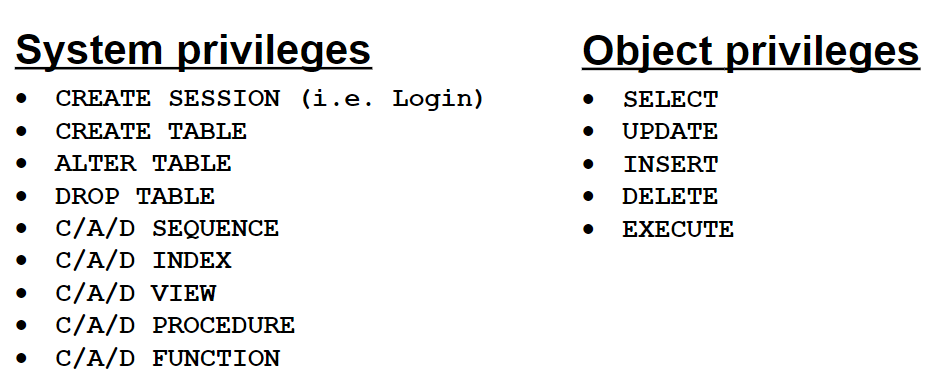 System privileges
• CREATE SESSION (i.e. Login)
• CREATE TABLE
• ALTER TABLE
• DROP TABLE
• C/A/D SEQUENCE
• C/A/D INDEX
• C/A/D VIEW
• C/A/D PROCEDURE
• C/A/D FUNCTION
Object privileges
• SELECT
• UPDATE
• INSERT
• DELETE
• EXECUTE